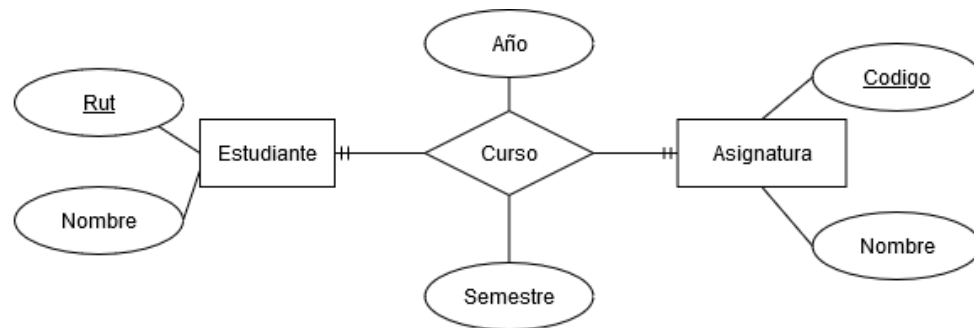 Año
Rut
Codigo
Estudiante
Curso
Asignatura
Nombre
Nombre
Semestre